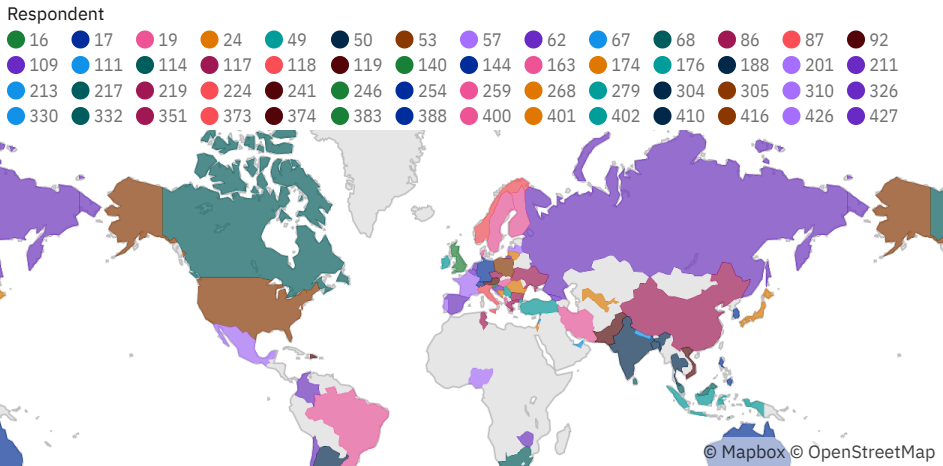 Respondent
16 17 19 24 49 50 53 57 62 67 68 86 87 92
109 111 114 117 118 119 140 144 163 174 176 188 201 211
213 217 219 224 241 246 254 259 268 279 304 305 310 326
330 332 351 373 374 383 388 400 401 402 410 416 426 427
© Mapbox © OpenStreetMap